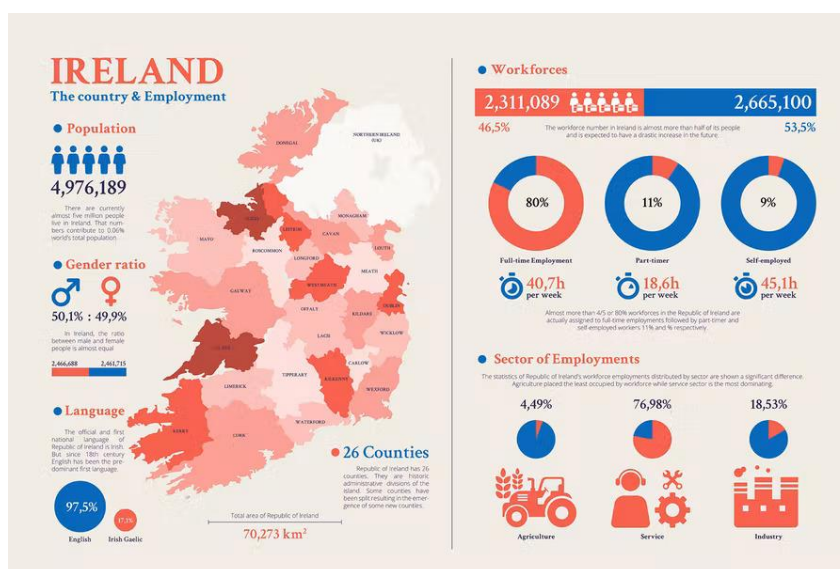 IRELAND
The country & Employment
Population
4,976,189
There are currently
almost five million people
live in Ireland. That num-
bers contribute to 0.06%
world's total population.
Gender ratio
50,1% : 49,9%
In Ireland, the ratio
between male and female
people is almost equal
2,466,688 2,461,715
Language
The official and first
national language of
Republic of Ireland is Irish.
But since 18th century
English has been the pre-
dominant first language.
97,5%
English Irish Gaelic
DONEGAL
NORTHERN IRELAND
(UK)
LEITRIM
MONAGHAM
CAVAN
MAYO
ROSCOMMON
LONGFORD
LOUTH
MEATH
WESTMEATH
GALWAY
OFFALY
KILDARE
DUBLIN
WICKLOW
LAGH
CARLOW
TIPPERARY
KILKENNY
WEXFORD
LIMERICK
WATERFORD
KERRY
CORK
26 Counties
Republic of Ireland has 26
counties. They are historic
administrative divisions of the
island. Some counties have
been split resulting in the emer-
gence of some new counties.
Total area of Republic of Ireland
70,273 km²
Workforces
2,311,089 2,665,100
46,5% 53,5%
The workforce number in Ireland is almost more than half of its people
and is expected to have a drastic increase in the future.
80% 11% 9%
Full-time Employment Part-timer Self-employed
40,7h
per week
18,6h
per week
45,1h
per week
Almost more than 4/5 or 80% workforces in the Republic of Ireland are
actually assigned to full-time employments followed by part-timer and
self employed workers 11% and % respectively.
Sector of Employments
The statistics of Republic of Ireland's workforce employments distributed by sector are shown a significant difference.
Agriculture placed the least occupied by workforce while service sector is the most dominating.
4,49% 76,98% 18,53%
Agriculture Service Industry